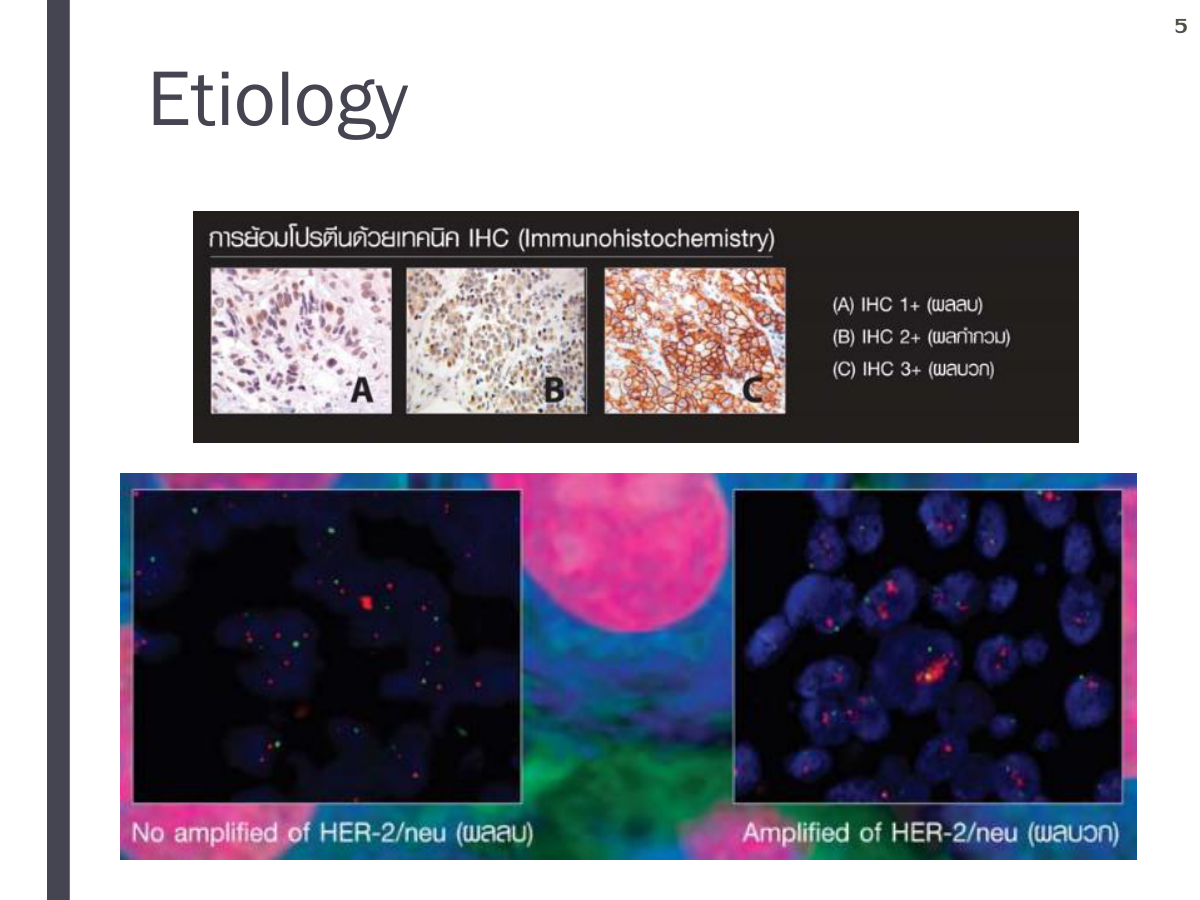 5
Etiology
การย้อมโปรตีนด้วยเทคนิค IHC (Immunohistochemistry)
A
B
C
(A) IHC 1+ (ผลลบ)
(B) IHC 2+ (ผลกำกวม)
(C) IHC 3+ (ผลบวก)
No amplified of HER-2/neu (ผลลบ)
Amplified of HER-2/neu (ผลบวก)